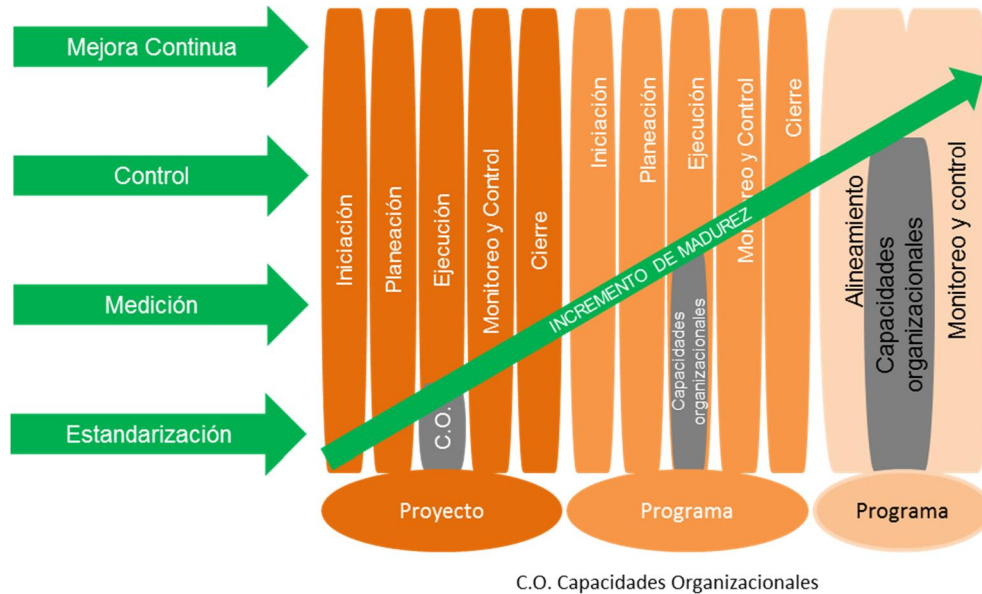 Mejora Continua
Control
Medición
Estandarización
Iniciación
Planeación
Ejecución
Monitoreo y Control
Cierre
C.O.
Iniciación
Planeación
Ejecución
Monitoreo y Control
Cierre
Capacidades
organizacionales
Alineamiento
Capacidades
organizacionales
Monitoreo y control
INCREMENTO DE MADUREZ
Proyecto
Programa
Programa
C.O. Capacidades Organizacionales